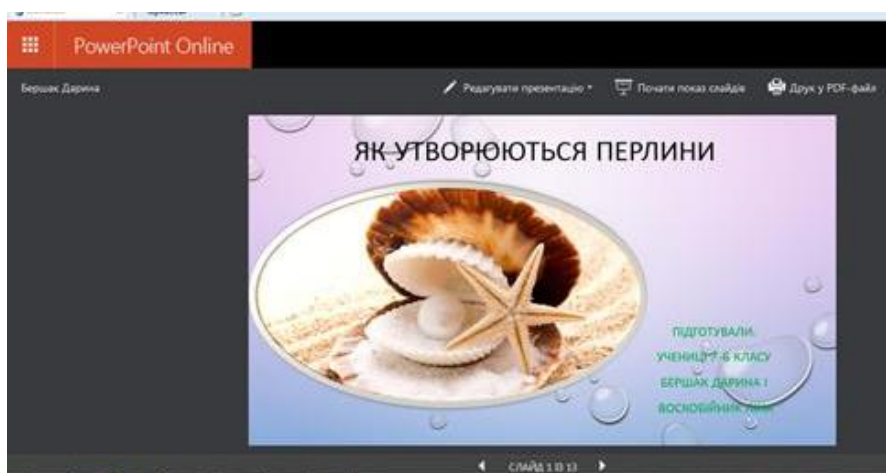 PowerPoint Online
Бершак Дарина
Редагувати презентацію
Почати показ слайдів
Друк у PDF-файл
ЯК УТВОРЮЮТЬСЯ ПЕРЛИНИ
ПІДГОТУВАЛИ:
УЧЕНИЦІ 7-Б КЛАСУ
БЕРШАК ДАРИНА І
ВОСКОБІЙНИК
СЛАЙД 1 ІЗ 13